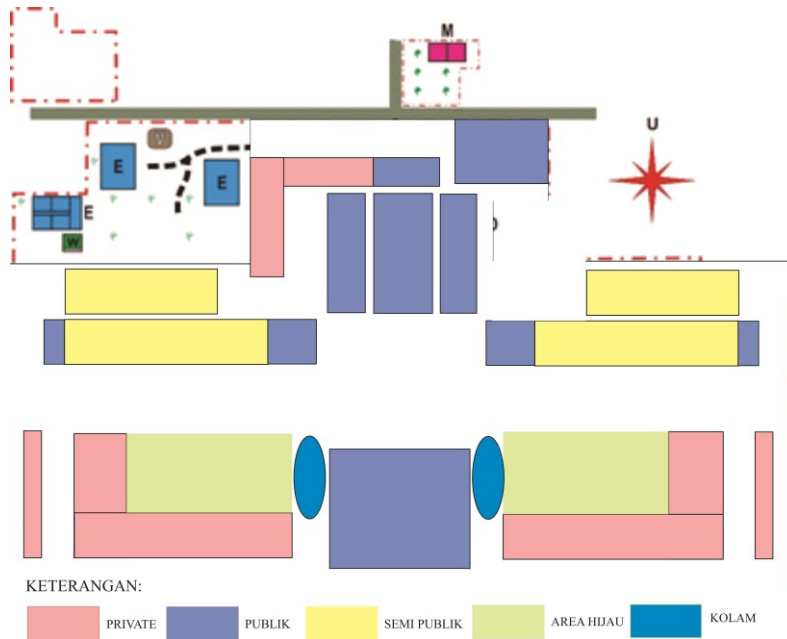 M
U
V
E
E
E
W
KETERANGAN:
PRIVATE
PUBLIK
SEMI PUBLIK
AREA HIJAU
KOLAM